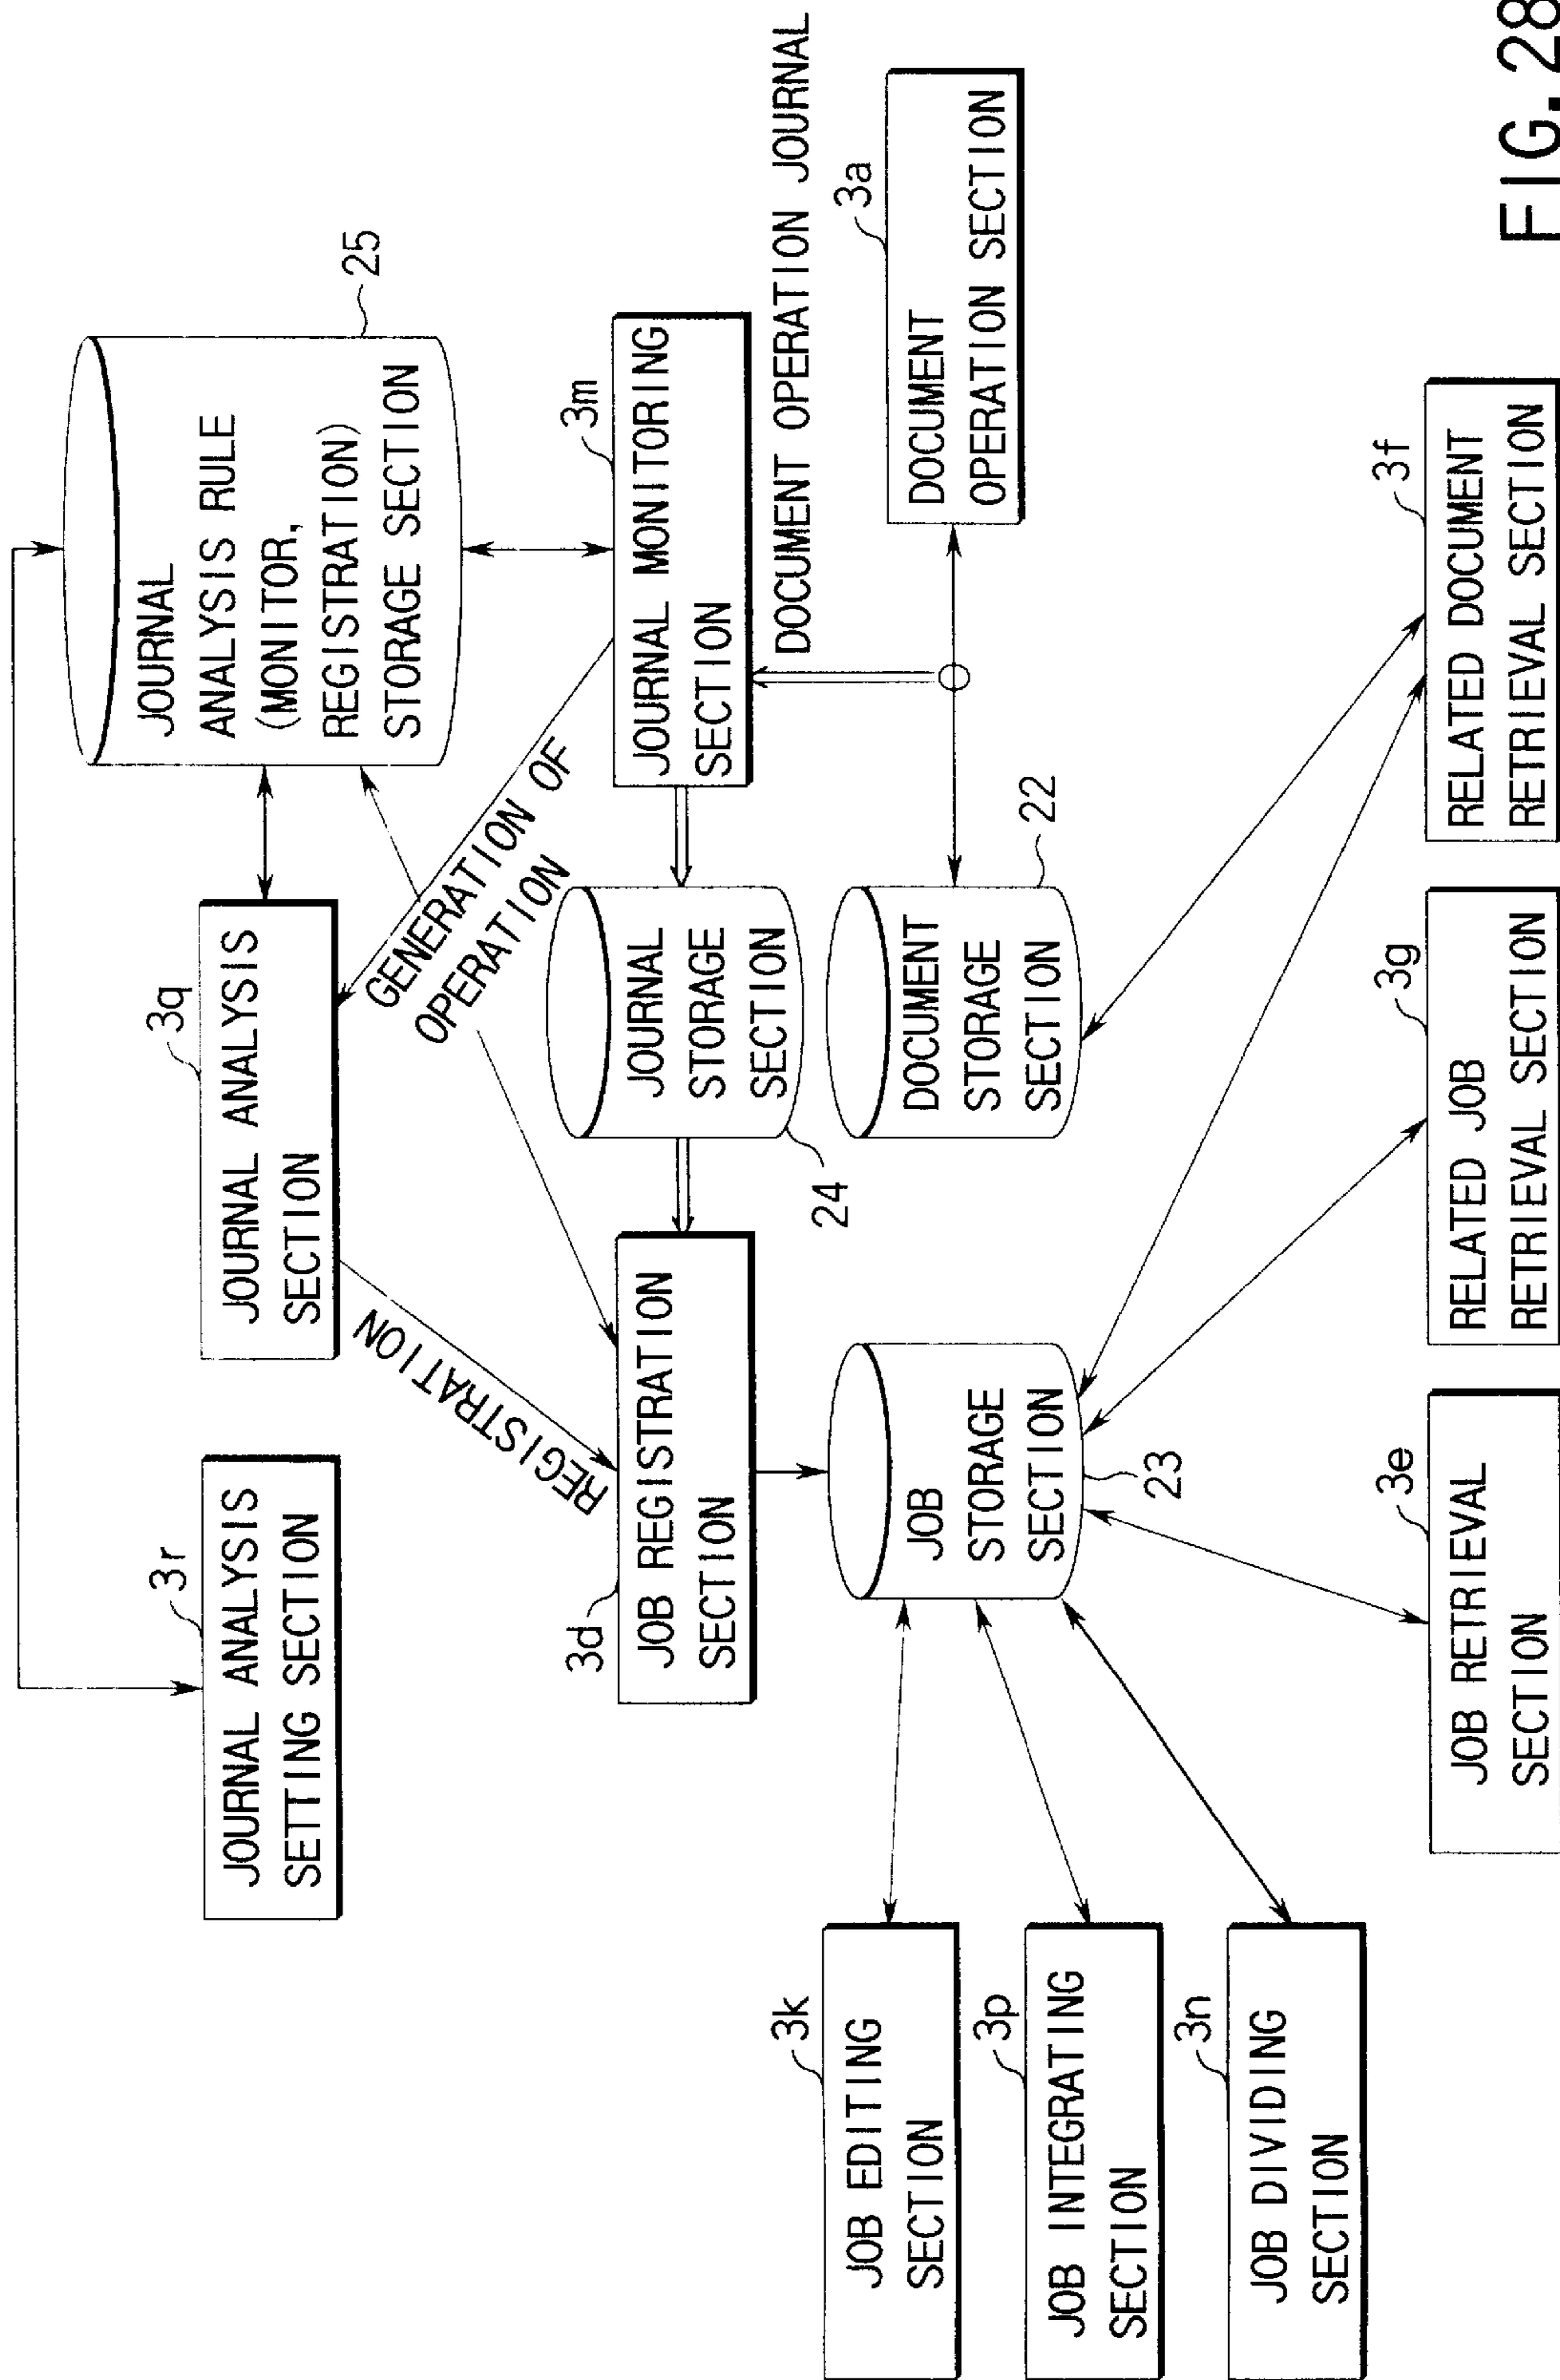 3r
JOURNAL ANALYSIS
SETTING SECTION
3q
JOURNAL ANALYSIS
SECTION
JOURNAL
ANALYSIS RULE
(MONITOR,
REGISTRATION)
STORAGE SECTION
25
REGISTRATION
GENERATION OF
OPERATION
3d
JOB REGISTRATION
SECTION
JOURNAL
STORAGE
SECTION
24
3m
JOURNAL MONITORING
SECTION
DOCUMENT OPERATION JOURNAL
3k
JOB EDITING
SECTION
3p
JOB INTEGRATING
SECTION
3n
JOB DIVIDING
SECTION
JOB
STORAGE
SECTION
23
DOCUMENT
STORAGE
SECTION
22
3a
DOCUMENT
OPERATION SECTION
3e
JOB RETRIEVAL
SECTION
3g
RELATED JOB
RETRIEVAL SECTION
3f
RELATED DOCUMENT
RETRIEVAL SECTION
FIG. 28